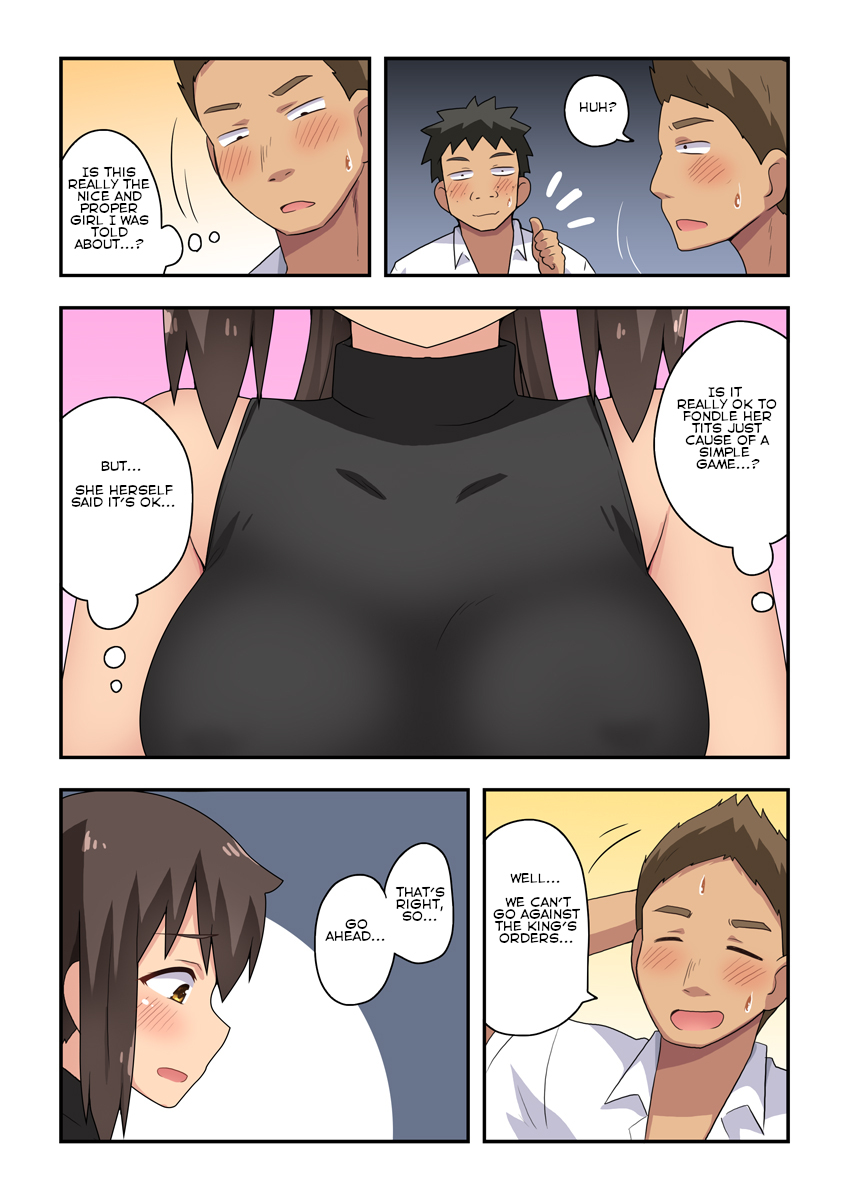 HUH?
IS THIS
REALLY THE
NICE AND
PROPER
GIRL I WAS
TOLD
ABOUT...?
IS IT
REALLY OK TO
FONDLE HER
TITS JUST
CAUSE OF A
SIMPLE
GAME...?
BUT...
SHE HERSELF
SAID IT'S OK...
WELL...
WE CAN'T
GO AGAINST
THE KING'S
ORDERS...
THAT'S
RIGHT,
SO...
GO
AHEAD...